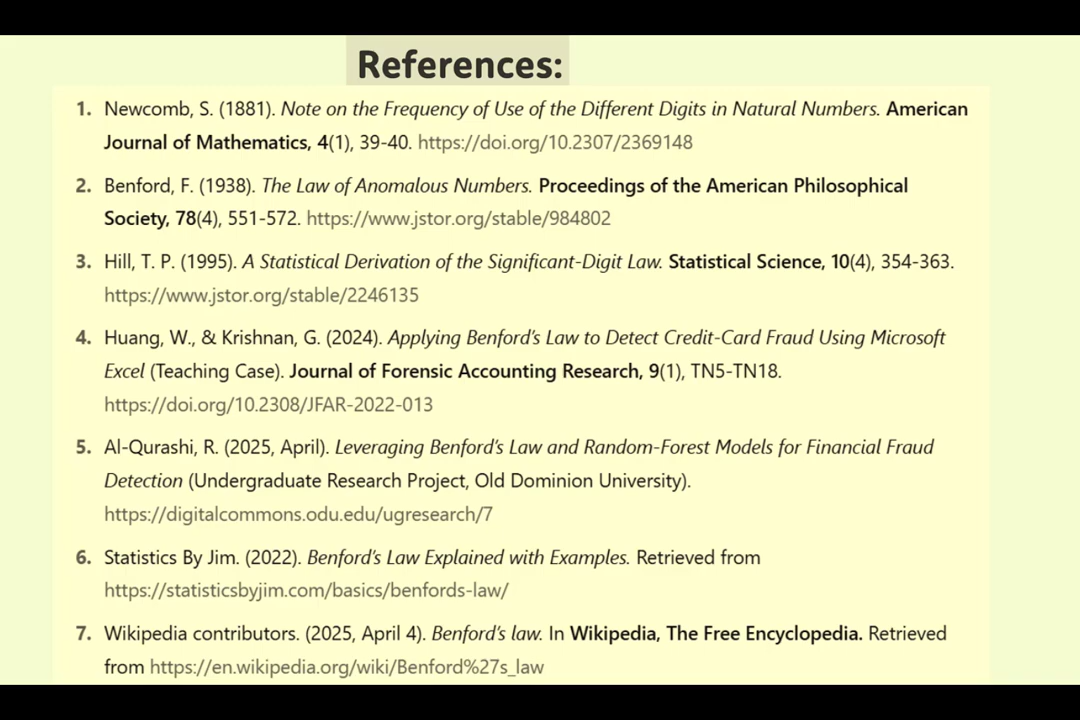 References:
1. Newcomb, S. (1881). Note on the Frequency of Use of the Different Digits in Natural Numbers. American
Journal of Mathematics, 4(1), 39-40. https://doi.org/10.2307/2369148
2. Benford, F. (1938). The Law of Anomalous Numbers. Proceedings of the American Philosophical
Society, 78(4), 551-572. https://www.jstor.org/stable/984802
3. Hill, T. P. (1995). A Statistical Derivation of the Significant-Digit Law. Statistical Science, 10(4), 354-363.
https://www.jstor.org/stable/2246135
4. Huang, W., & Krishnan, G. (2024). Applying Benford's Law to Detect Credit-Card Fraud Using Microsoft
Excel (Teaching Case). Journal of Forensic Accounting Research, 9(1), TN5-TN18.
https://doi.org/10.2308/JFAR-2022-013
5. Al-Qurashi, R. (2025, April). Leveraging Benford's Law and Random-Forest Models for Financial Fraud
Detection (Undergraduate Research Project, Old Dominion University).
https://digitalcommons.odu.edu/ugresearch/7
6. Statistics By Jim. (2022). Benford's Law Explained with Examples. Retrieved from
https://statisticsbyjim.com/basics/benfords-law/
7. Wikipedia contributors. (2025, April 4). Benford's law. In Wikipedia, The Free Encyclopedia. Retrieved
from https://en.wikipedia.org/wiki/Benford%27s_law